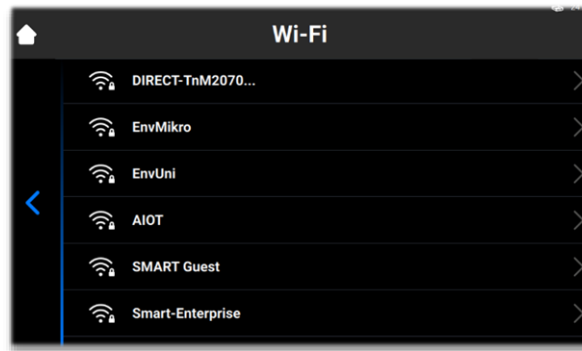 Wi-Fi
DIRECT-TnM2070...
EnvMikro
EnvUni
AIOT
SMART Guest
Smart-Enterprise